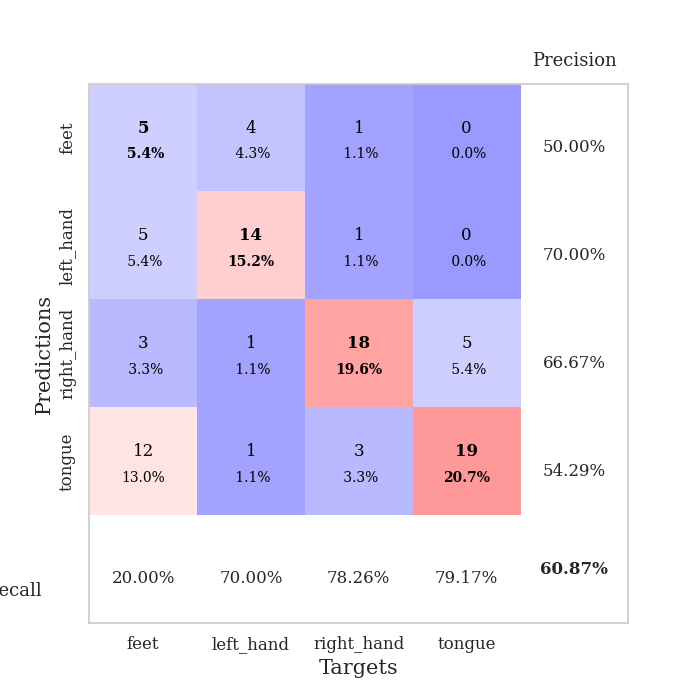 Precision
feet
5 4 1 0
5.4% 4.3% 1.1% 0.0%
50.00%
left_hand
5 14 1 0
5.4% 15.2% 1.1% 0.0%
70.00%
Predictions
right_hand
3 1 18 5
3.3% 1.1% 19.6% 5.4%
66.67%
tongue
12 1 3 19
13.0% 1.1% 3.3% 20.7%
54.29%
ecall
20.00% 70.00% 78.26% 79.17% 60.87%
feet left_hand right_hand tongue
Targets